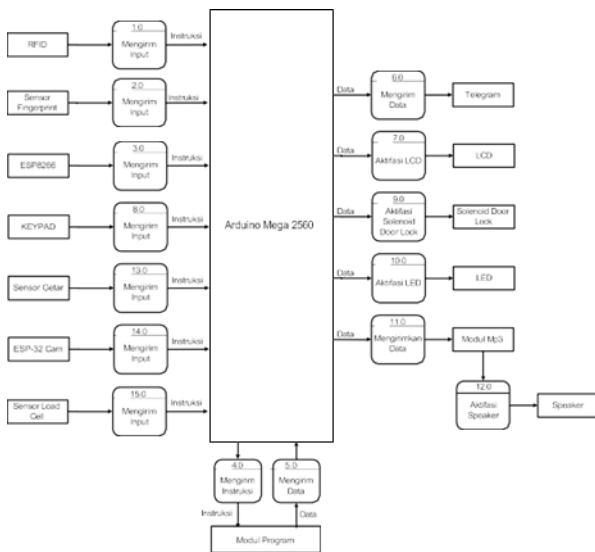 RFID
1.0
Mengirim
Input
Instruksi
Sensor
Fingerprint
2.0
Mengirim
Input
Instruksi
ESP8266
3.0
Mengirim
Input
Instruksi
KEYPAD
8.0
Mengirim
Input
Instruksi
Sensor Getar
13.0
Mengirim
Input
Instruksi
ESP-32 Cam
14.0
Mengirim
Input
Instruksi
Sensor Load
Cell
15.0
Mengirim
Input
Instruksi
Arduino Mega 2560
Data
6.0
Mengirim
Data
Telegram
Data
7.0
Aktifasi LCD
LCD
Data
9.0
Aktifasi
Solenoid
Door Lock
Solenoid Door
Lock
Data
10.0
Aktifasi LED
LED
Data
11.0
Mengirimkan
Data
Modul Mp3
12.0
Aktifasi
Speaker
Speaker
4.0
Mengirim
Instruksi
Instruksi
5.0
Mengirim
Data
Data
Modul Program